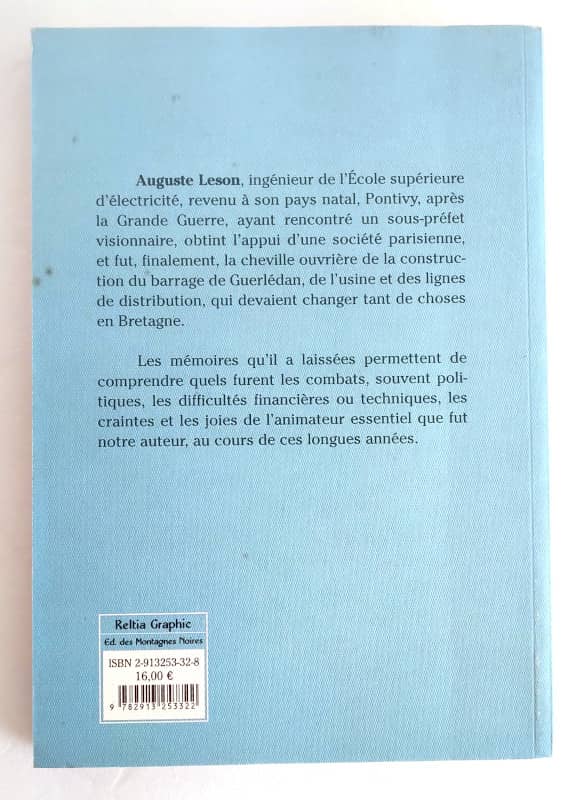 Auguste Leson, ingénieur de l'École supérieure
d'électricité, revenu à son pays natal, Pontivy, après
la Grande Guerre, ayant rencontré un sous-préfet
visionnaire, obtint l'appui d'une société parisienne,
et fut, finalement, la cheville ouvrière de la construc-
tion du barrage de Guerlédan, de l'usine et des lignes
de distribution, qui devaient changer tant de choses
en Bretagne.
Les mémoires qu'il a laissées permettent de
comprendre quels furent les combats, souvent poli-
tiques, les difficultés financières ou techniques, les
craintes et les joies de l'animateur essentiel que fut
notre auteur, au cours de ces longues années.
Reltia Graphic
Ed. des Montagnes Noires
ISBN 2-913253-32-8
16,00 €
9 782913 253322